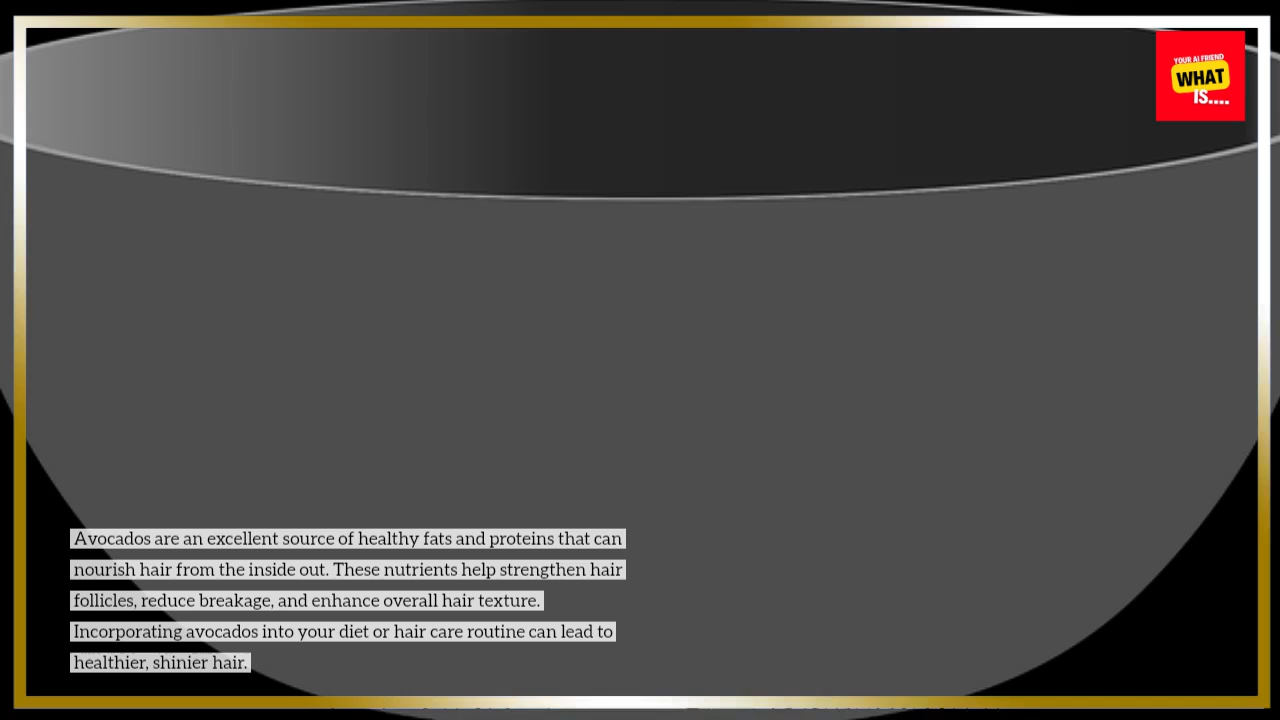 YOUR AI FRIEND
WHAT
IS....
Avocados are an excellent source of healthy fats and proteins that can
nourish hair from the inside out. These nutrients help strengthen hair
follicles, reduce breakage, and enhance overall hair texture.
Incorporating avocados into your diet or hair care routine can lead to
healthier, shinier hair.